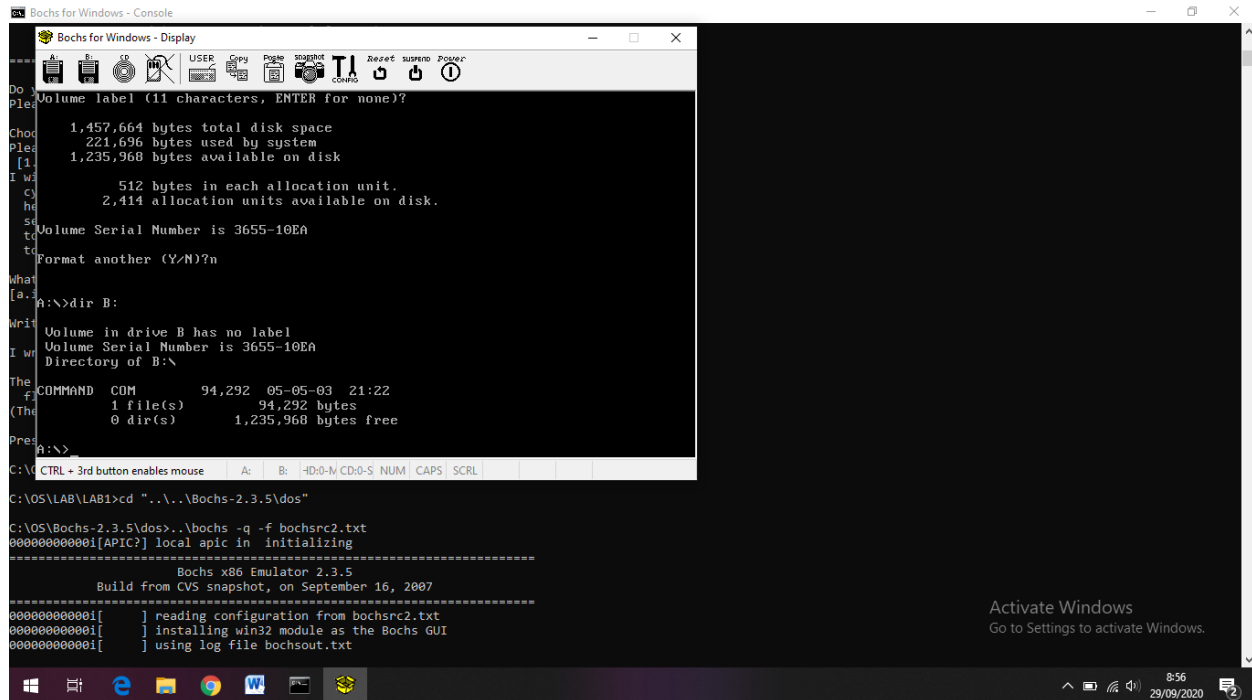 Bochs for Windows - Console
Bochs for Windows - Display
A: B: CD USER Copy Paste snapshot CONFIG Reset SUSPEND Power
Volume label (11 characters, ENTER for none)?
1,457,664 bytes total disk space
221,696 bytes used by system
1,235,968 bytes available on disk
512 bytes in each allocation unit.
2,414 allocation units available on disk.
Volume Serial Number is 3655-10EA
Format another (Y/N)?n
A:\>dir B:
Volume in drive B has no label
Volume Serial Number is 3655-10EA
Directory of B:\
COMMAND COM 94,292 05-05-03 21:22
1 file(s) 94,292 bytes
0 dir(s) 1,235,968 bytes free
A:\>_
CTRL + 3rd button enables mouse A: B: HD:0-M CD:0-S NUM CAPS SCRL
C:\OS\LAB\LAB1>cd "..\..\Bochs-2.3.5\dos"
C:\OS\Bochs-2.3.5\dos>..\bochs -q -f bochsrc2.txt
00000000000i[APIC?] local apic in initializing
========================================================================
Bochs x86 Emulator 2.3.5
Build from CVS snapshot, on September 16, 2007
========================================================================
00000000000i[ ] reading configuration from bochsrc2.txt
00000000000i[ ] installing win32 module as the Bochs GUI
00000000000i[ ] using log file bochsout.txt
Activate Windows
Go to Settings to activate Windows.
8:56
29/09/2020
2